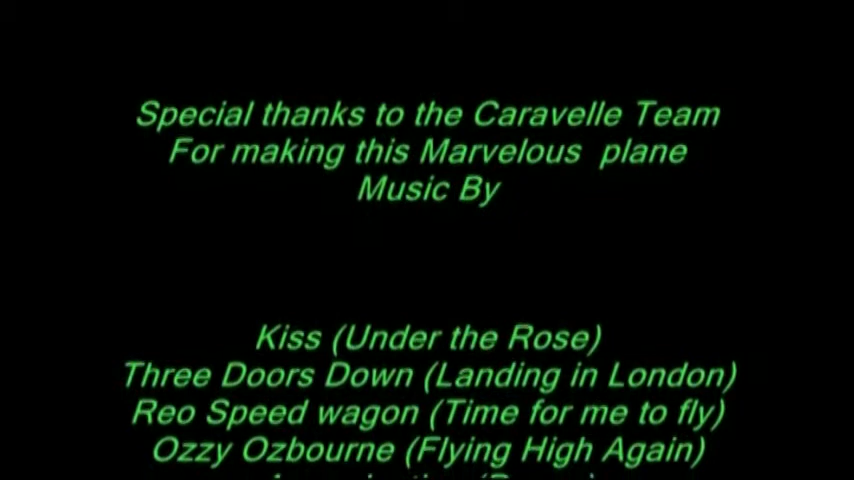 Special thanks to the Caravelle Team
For making this Marvelous  plane
Music By
Kiss (Under the Rose)
Three Doors Down (Landing in London)
Reo Speed wagon (Time for me to fly)
Ozzy Ozbourne (Flying High Again)